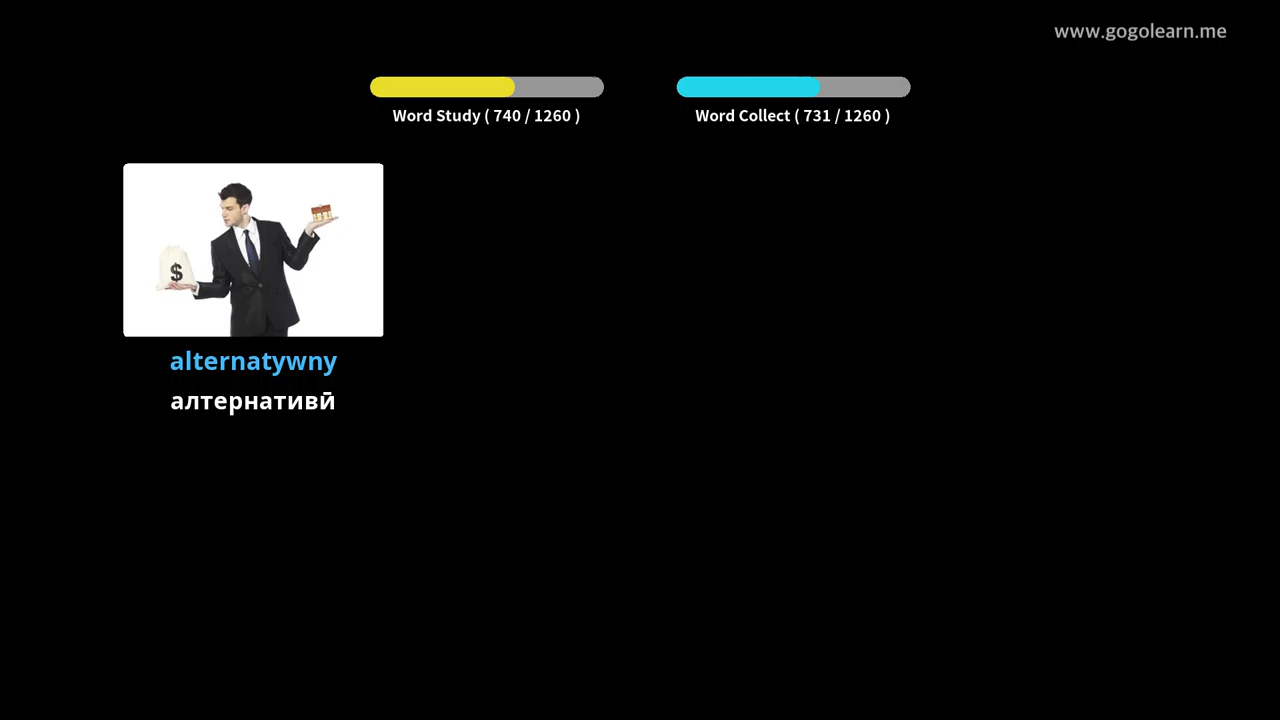 www.gogolearn.me
Word Study ( 740 / 1260 )
Word Collect ( 731 / 1260 )
$
alternatywny
алтернативӣ